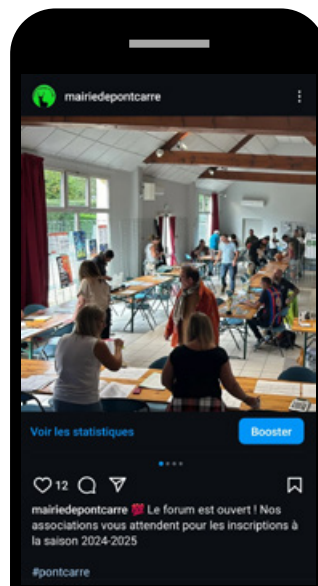 mairiedepontcarre
Voir les statistiques
Booster
12
mairiedepontcarre 💯 Le forum est ouvert ! Nos
associations vous attendent pour les inscriptions à
la saison 2024-2025
#pontcarre